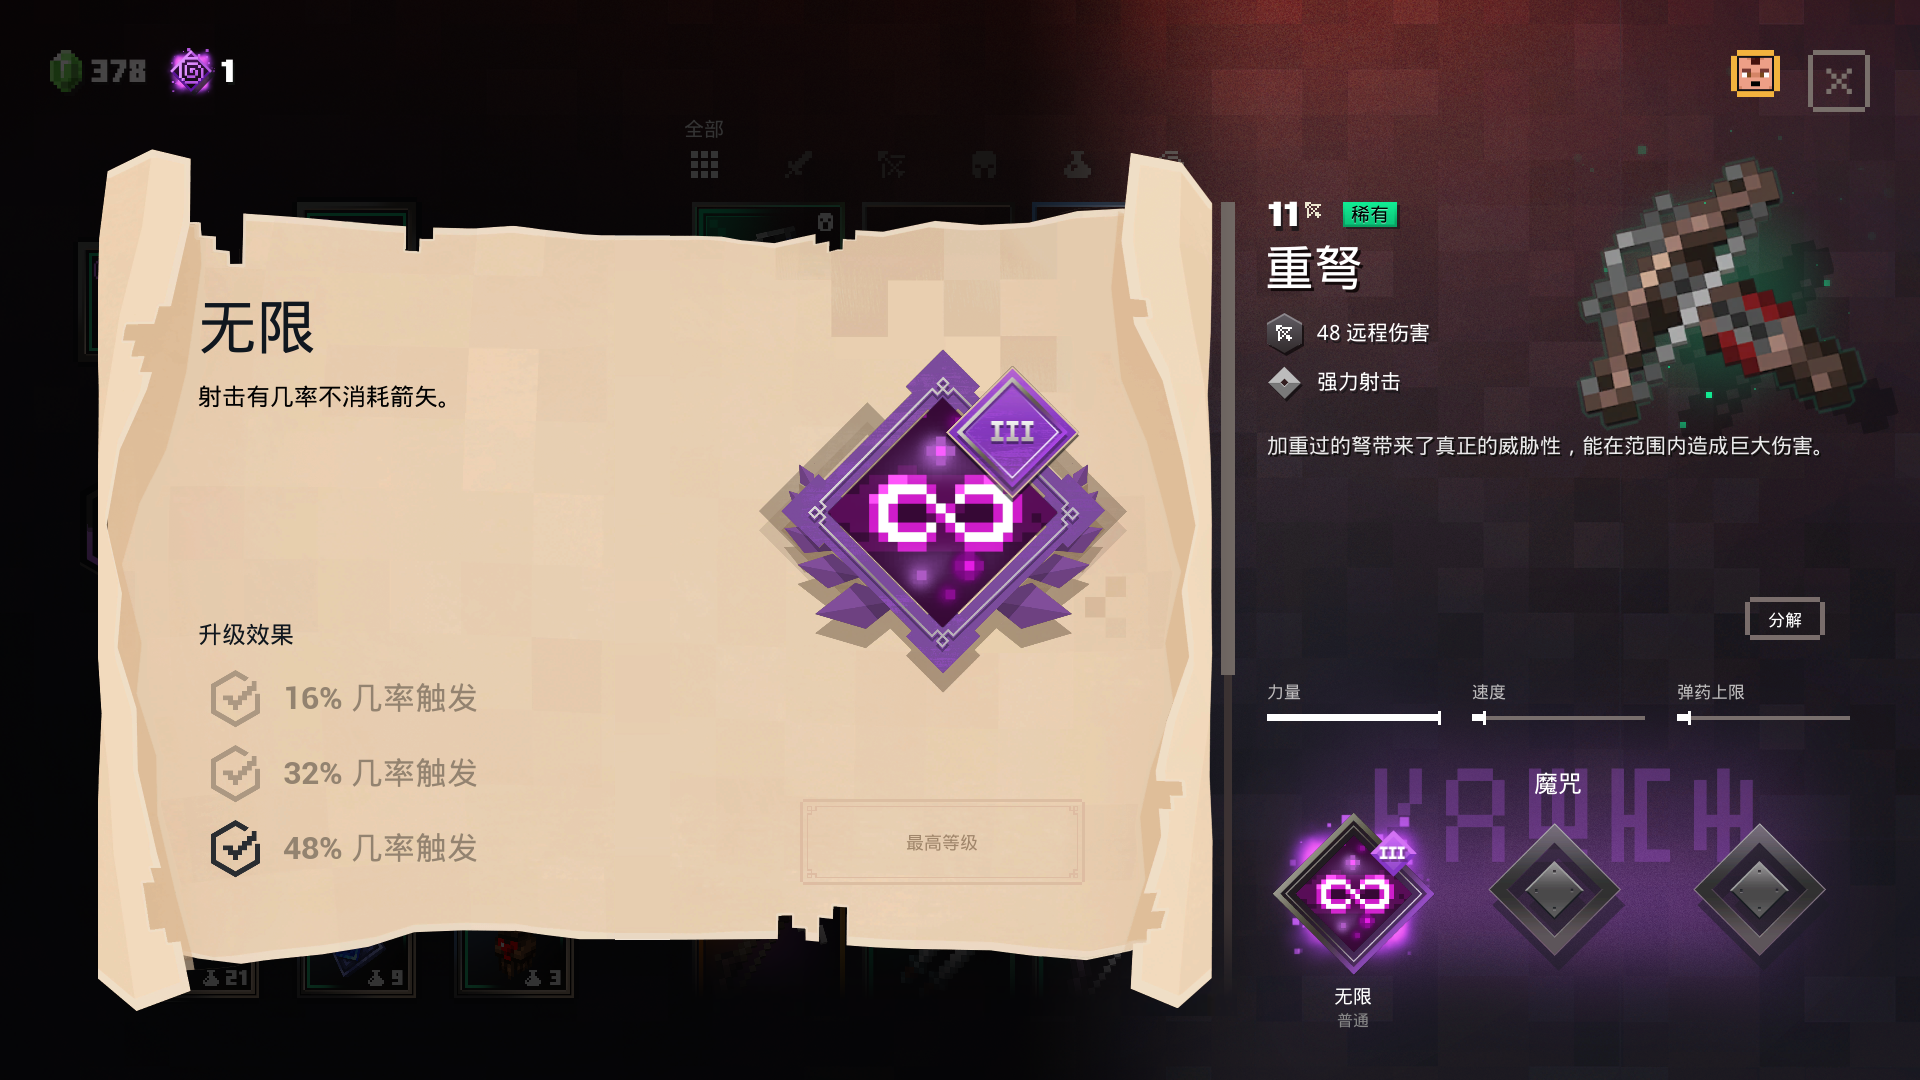 378
1
全部
无限
射击有几率不消耗箭矢。
III
升级效果
16% 几率触发
32% 几率触发
48% 几率触发
最高等级
21
9
3
11
稀有
重弩
48 远程伤害
强力射击
加重过的弩带来了真正的威胁性，能在范围内造成巨大伤害。
分解
力量
速度
弹药上限
魔咒
III
无限
普通